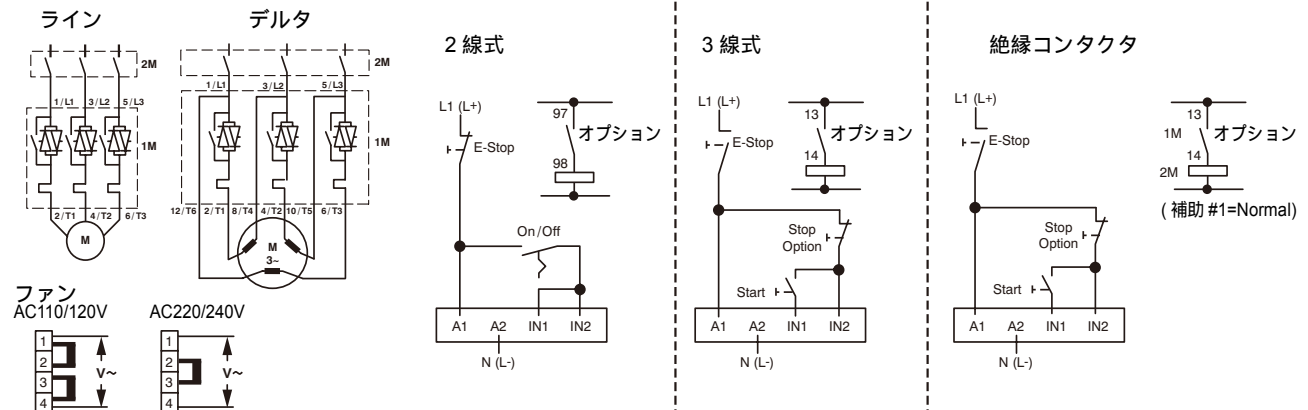 ライン
デルタ
2M
1/L1 3/L2 5/L3
1M
2/T1 4/T2 6/T3
M
2M
1/L1 3/L2 5/L3
1M
12/T6 2/T1 8/T4 4/T2 10/T5 6/T3
M
3~
ファン
AC110/120V
1
2
3
4
V~
AC220/240V
1
2
3
4
V~
2 線式
L1 (L+)
E-Stop
97
オプション
98
On/Off
A1 A2 IN1 IN2
N (L-)
3 線式
L1 (L+)
E-Stop
13
オプション
14
Stop
Option
Start
A1 A2 IN1 IN2
N (L-)
絶縁コンタクタ
L1 (L+)
E-Stop
13
1M オプション
14
2M
(補助 #1=Normal)
Stop
Option
Start
A1 A2 IN1 IN2
N (L-)